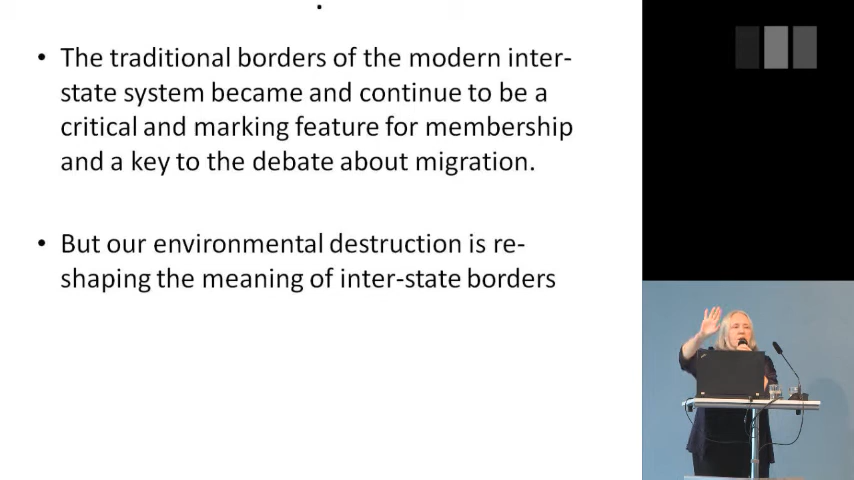 .
• The traditional borders of the modern inter-
state system became and continue to be a
critical and marking feature for membership
and a key to the debate about migration.
• But our environmental destruction is re-
shaping the meaning of inter-state borders